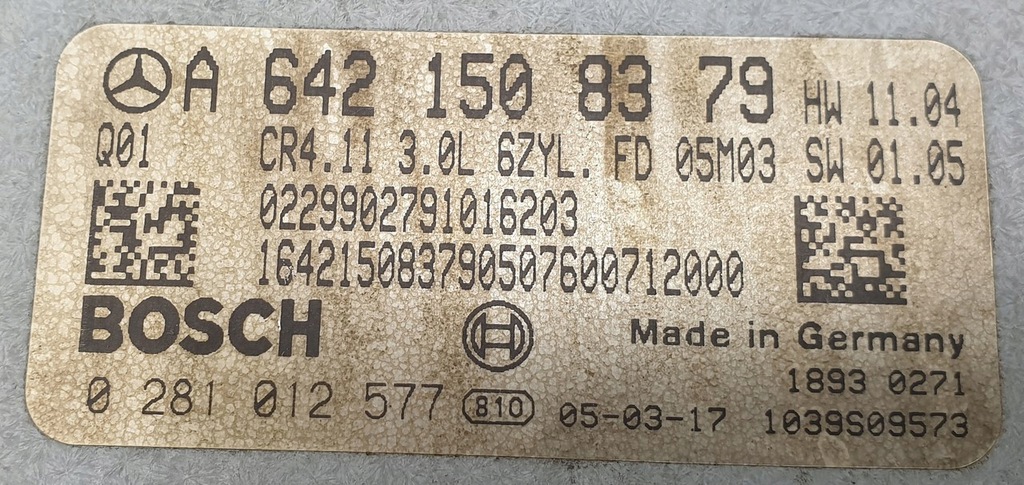 A 642 150 83 79 HW 11.04
Q01 CR4.11 3.0L 6ZYL. FD 05M03 SW 01.05
0229902791016203
164215083790507600712000
BOSCH Made in Germany
1893 0271
0 281 012 577 810 05-03-17 1039S09573